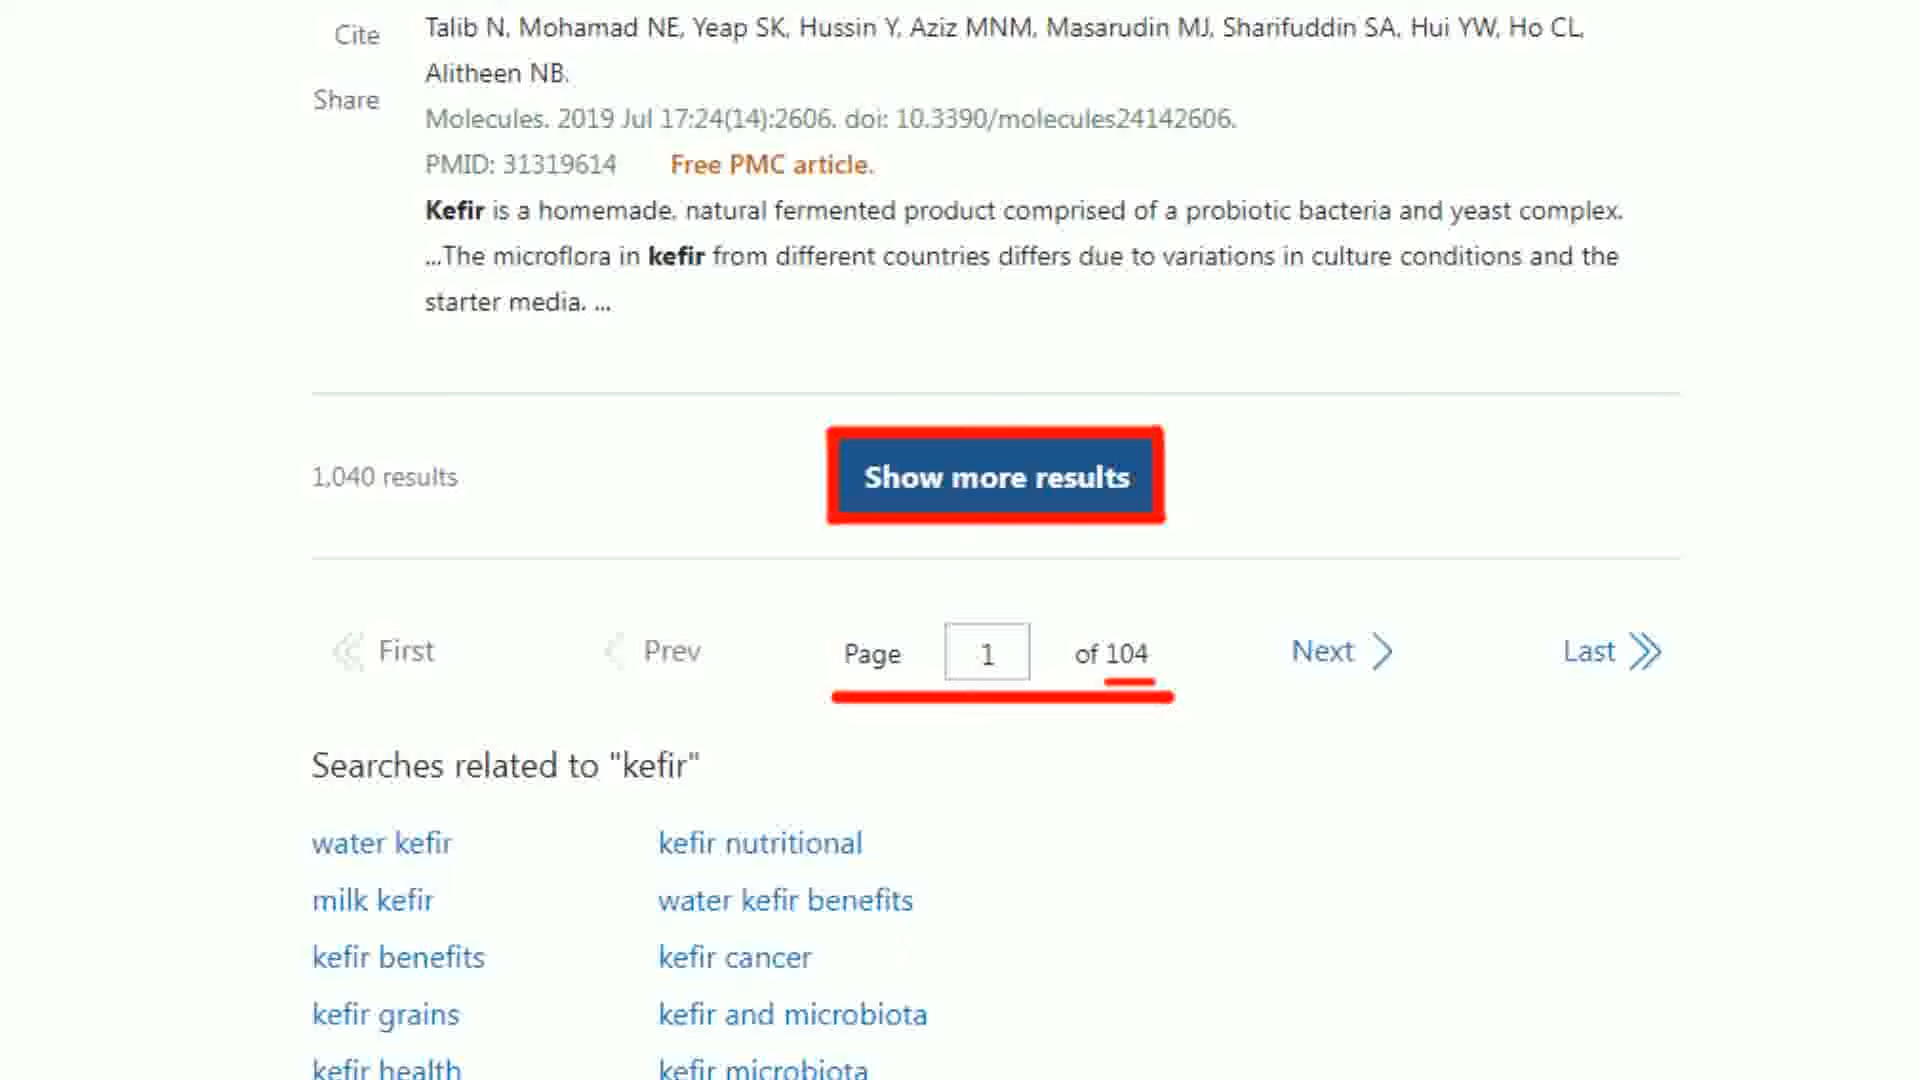 Cite
Share
Talib N, Mohamad NE, Yeap SK, Hussin Y, Aziz MNM, Masarudin MJ, Sharifuddin SA, Hui YW, Ho CL,
Alitheen NB.
Molecules. 2019 Jul 17;24(14):2606. doi: 10.3390/molecules24142606.
PMID: 31319614 Free PMC article.
Kefir is a homemade, natural fermented product comprised of a probiotic bacteria and yeast complex.
...The microflora in kefir from different countries differs due to variations in culture conditions and the
starter media. ...
1,040 results
Show more results
First Prev Page 1 of 104 Next Last
Searches related to "kefir"
water kefir
milk kefir
kefir benefits
kefir grains
kefir health
kefir nutritional
water kefir benefits
kefir cancer
kefir and microbiota
kefir microbiota